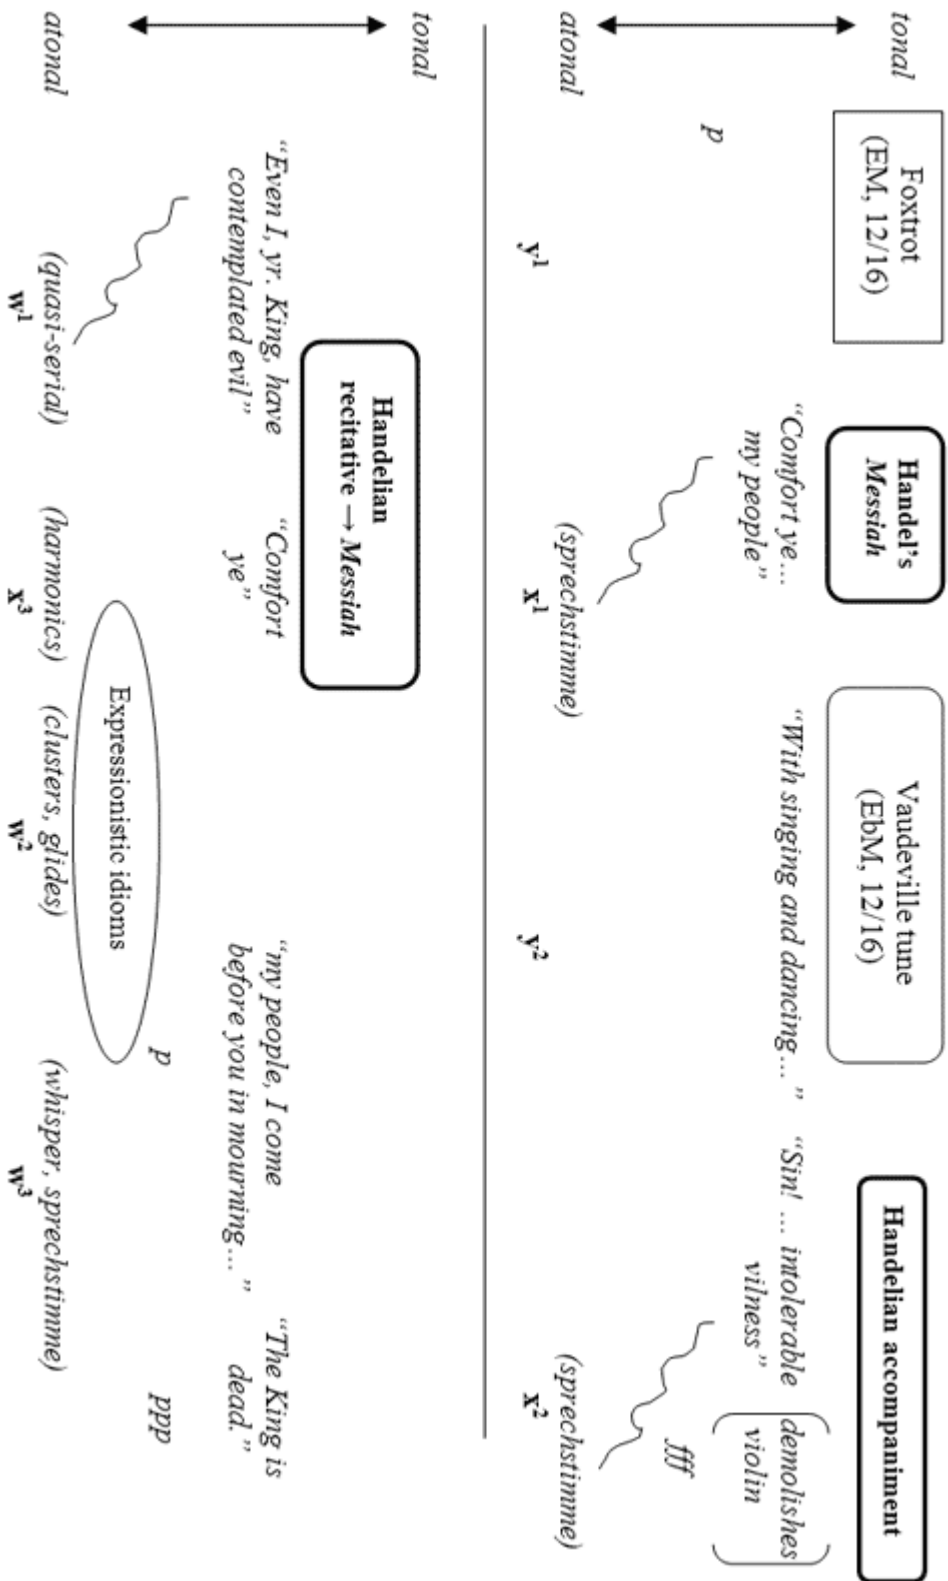 tonal
Foxtrot
(EM, 12/16)
Handel's
Messiah
Vaudeville tune
(EbM, 12/16)
Handelian accompaniment
p
"Comfort ye…
my people"
"With singing and dancing… "
"Sin! … intolerable
vilness"
demolishes
violin
fff
atonal
(sprechstimme)
(sprechstimme)
y¹
x¹
y²
x²
tonal
Handelian
recitative → Messiah
"Even I, yr. King, have
contemplated evil"
"Comfort
ye"
"my people, I come
before you in mourning… "
"The King is
dead."
Expressionistic idioms
p
ppp
atonal
(quasi-serial)
(harmonics)
(clusters, glides)
(whisper, sprechstimme)
w¹
x³
w²
w³